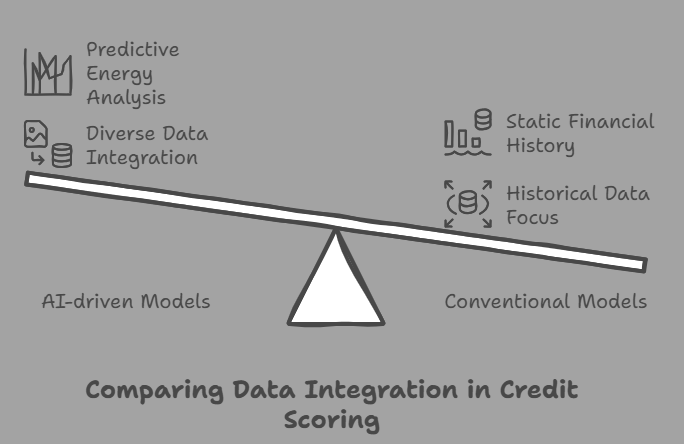 Predictive
Energy
Analysis
Diverse Data
Integration
Static Financial
History
Historical Data
Focus
AI-driven Models
Conventional Models
Comparing Data Integration in Credit
Scoring